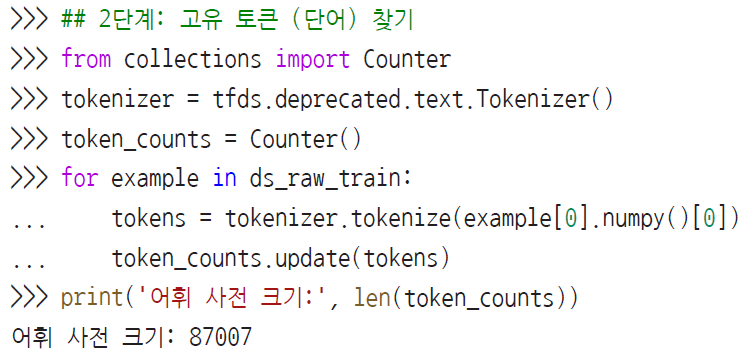 >>> ## 2단계: 고유 토큰 (단어) 찾기
>>> from collections import Counter
>>> tokenizer = tfds.deprecated.text.Tokenizer()
>>> token_counts = Counter()
>>> for example in ds_raw_train:
...     tokens = tokenizer.tokenize(example[0].numpy()[0])
...     token_counts.update(tokens)
>>> print('어휘 사전 크기:', len(token_counts))
어휘 사전 크기: 87007